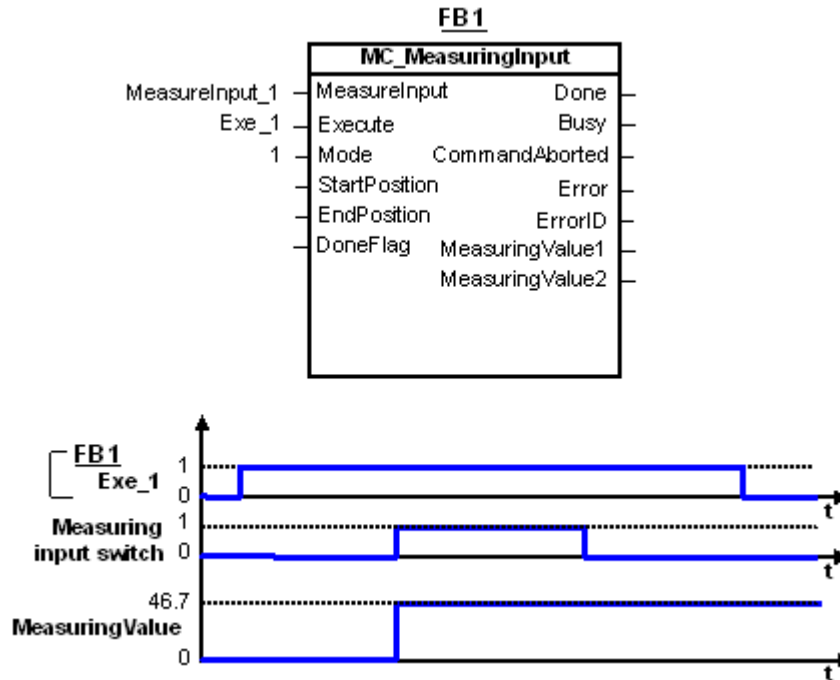 FB1
MC_MeasuringInput
MeasureInput_1 MeasureInput Done
Exe_1 Execute Busy
1 Mode CommandAborted
StartPosition Error
EndPosition ErrorID
DoneFlag MeasuringValue1
MeasuringValue2
FB1 1
Exe_1 0
t
Measuring 1
input switch 0
t
46.7
MeasuringValue
0
t